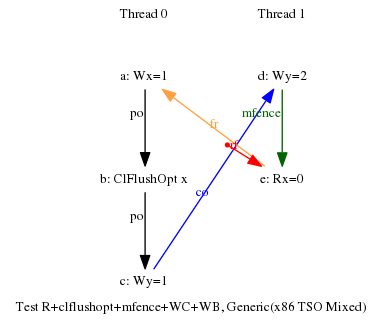 Thread 0 Thread 1
a: Wx=1 d: Wy=2
po mfence
fr
rf
b: ClFlushOpt x e: Rx=0
co
po
c: Wy=1
Test R+clflushopt+mfence+WC+WB, Generic(x86 TSO Mixed)